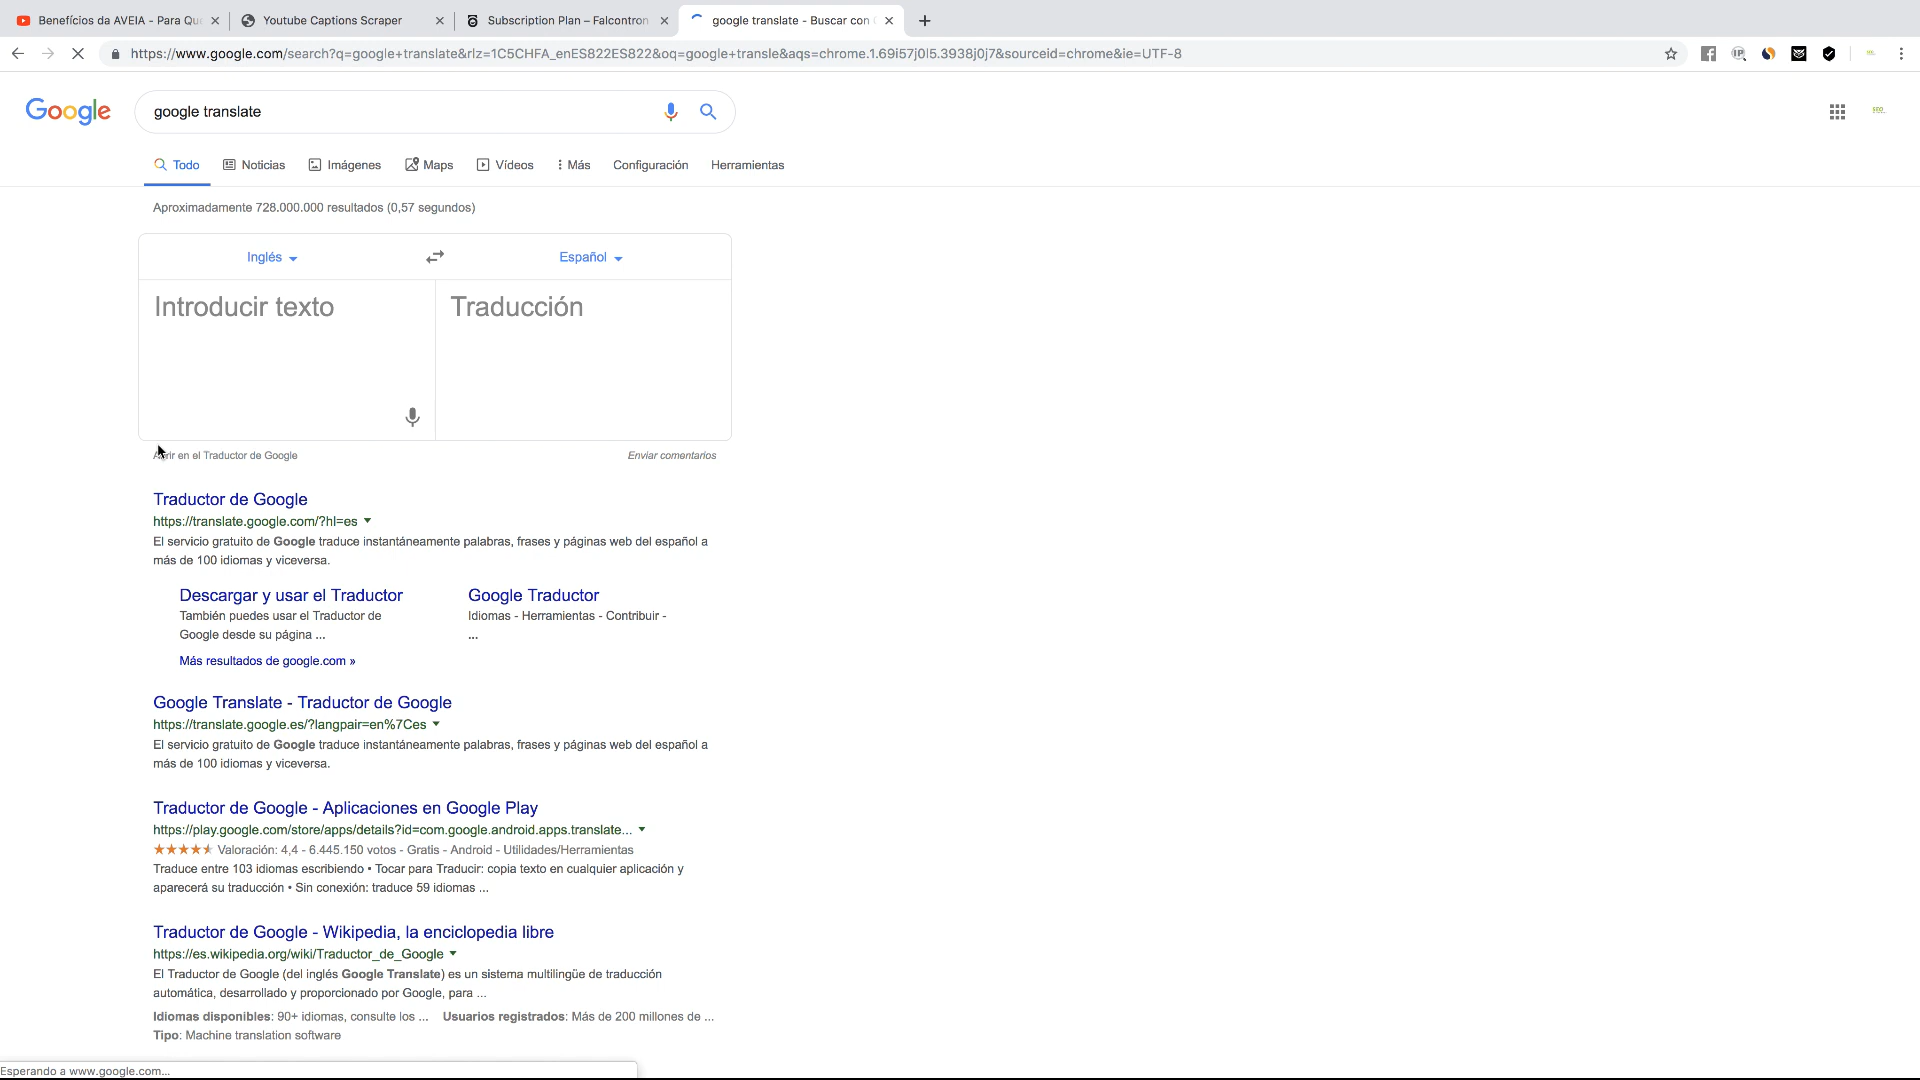 Benefícios da AVEIA - Para Qu
Youtube Captions Scraper
Subscription Plan – Falcontron
google translate - Buscar con
https://www.google.com/search?q=google+translate&rlz=1C5CHFA_enES822ES822&oq=google+transle&aqs=chrome.1.69i57j0l5.3938j0j7&sourceid=chrome&ie=UTF-8
Google
google translate
Todo
Noticias
Imágenes
Maps
Vídeos
Más
Configuración
Herramientas
Aproximadamente 728.000.000 resultados (0,57 segundos)
Inglés
Español
Introducir texto
Traducción
Abrir en el Traductor de Google
Enviar comentarios
Traductor de Google
https://translate.google.com/?hl=es
El servicio gratuito de Google traduce instantáneamente palabras, frases y páginas web del español a
más de 100 idiomas y viceversa.
Descargar y usar el Traductor
También puedes usar el Traductor de
Google desde su página ...
Google Traductor
Idiomas - Herramientas - Contribuir -
...
Más resultados de google.com »
Google Translate - Traductor de Google
https://translate.google.es/?langpair=en%7Ces
El servicio gratuito de Google traduce instantáneamente palabras, frases y páginas web del español a
más de 100 idiomas y viceversa.
Traductor de Google - Aplicaciones en Google Play
https://play.google.com/store/apps/details?id=com.google.android.apps.translate...
Valoración: 4,4 - 6.445.150 votos - Gratis - Android - Utilidades/Herramientas
Traduce entre 103 idiomas escribiendo • Tocar para Traducir: copia texto en cualquier aplicación y
aparecerá su traducción • Sin conexión: traduce 59 idiomas ...
Traductor de Google - Wikipedia, la enciclopedia libre
https://es.wikipedia.org/wiki/Traductor_de_Google
El Traductor de Google (del inglés Google Translate) es un sistema multilingüe de traducción
automática, desarrollado y proporcionado por Google, para ...
Idiomas disponibles: 90+ idiomas, consulte los ... Usuarios registrados: Más de 200 millones de ...
Tipo: Machine translation software
Esperando a www.google.com...